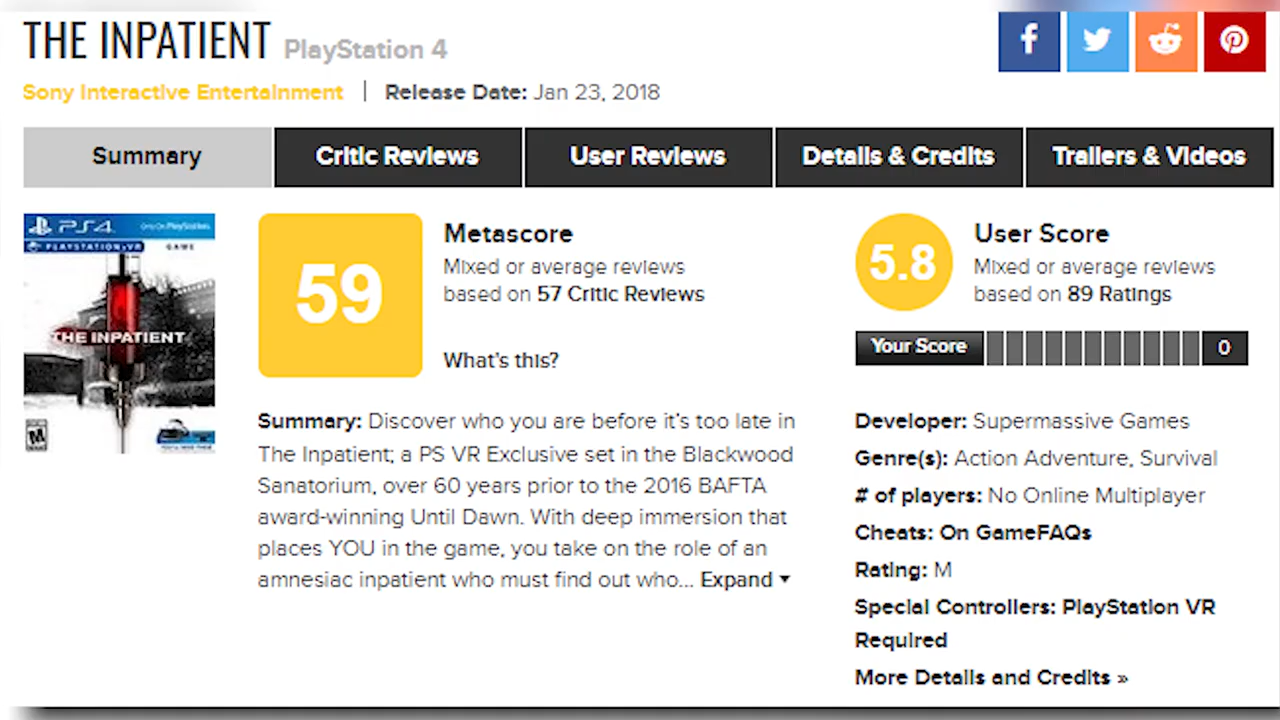 THE INPATIENT PlayStation 4
Sony Interactive Entertainment | Release Date: Jan 23, 2018
Summary Critic Reviews User Reviews Details & Credits Trailers & Videos
PS4 Only On PlayStation
PLAYSTATION VR GAME
THE INPATIENT
M
59
Metascore
Mixed or average reviews
based on 57 Critic Reviews
What's this?
5.8
User Score
Mixed or average reviews
based on 89 Ratings
Your Score 0
Summary: Discover who you are before it's too late in
The Inpatient; a PS VR Exclusive set in the Blackwood
Sanatorium, over 60 years prior to the 2016 BAFTA
award-winning Until Dawn. With deep immersion that
places YOU in the game, you take on the role of an
amnesiac inpatient who must find out who... Expand ▾
Developer: Supermassive Games
Genre(s): Action Adventure, Survival
# of players: No Online Multiplayer
Cheats: On GameFAQs
Rating: M
Special Controllers: PlayStation VR
Required
More Details and Credits »